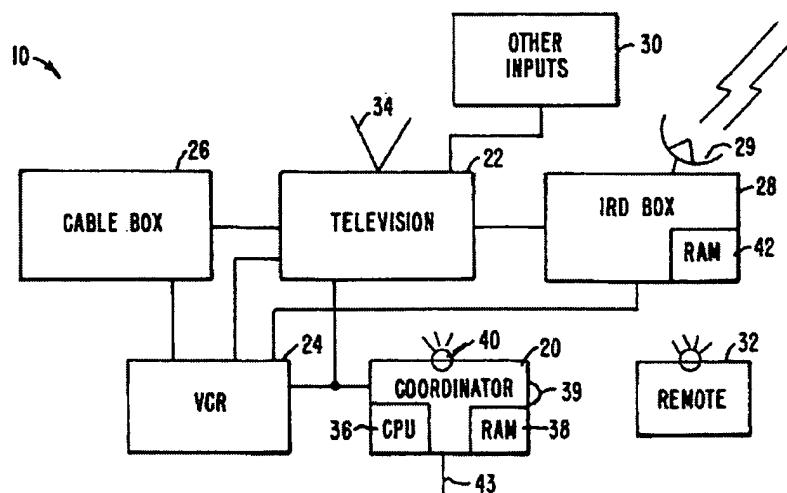 10
OTHER
INPUTS
30
34
29
26
22
28
CABLE BOX
TELEVISION
IRD BOX
RAM
42
24
40
20
32
VCR
COORDINATOR
39
REMOTE
36
CPU
RAM
38
43